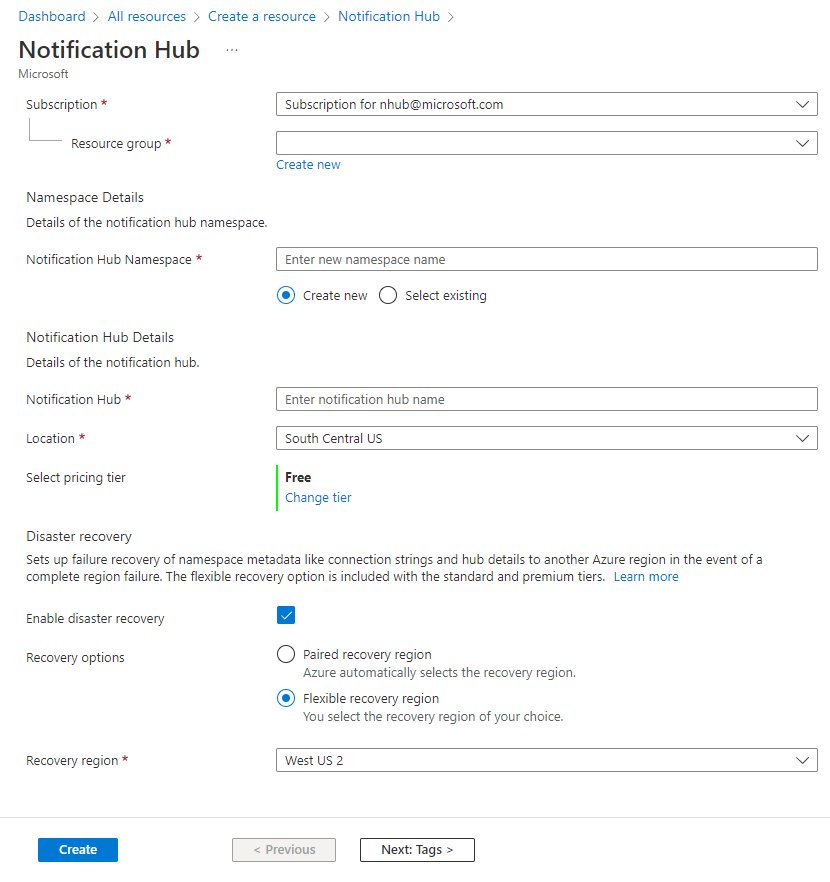 Dashboard > All resources > Create a resource > Notification Hub >
Notification Hub ...
Microsoft
Subscription * Subscription for nhub@microsoft.com
Resource group *
Create new
Namespace Details
Details of the notification hub namespace.
Notification Hub Namespace * Enter new namespace name
Create new Select existing
Notification Hub Details
Details of the notification hub.
Notification Hub * Enter notification hub name
Location * South Central US
Select pricing tier Free
Change tier
Disaster recovery
Sets up failure recovery of namespace metadata like connection strings and hub details to another Azure region in the event of a
complete region failure. The flexible recovery option is included with the standard and premium tiers. Learn more
Enable disaster recovery
Recovery options Paired recovery region
Azure automatically selects the recovery region.
Flexible recovery region
You select the recovery region of your choice.
Recovery region * West US 2
Create < Previous Next: Tags >